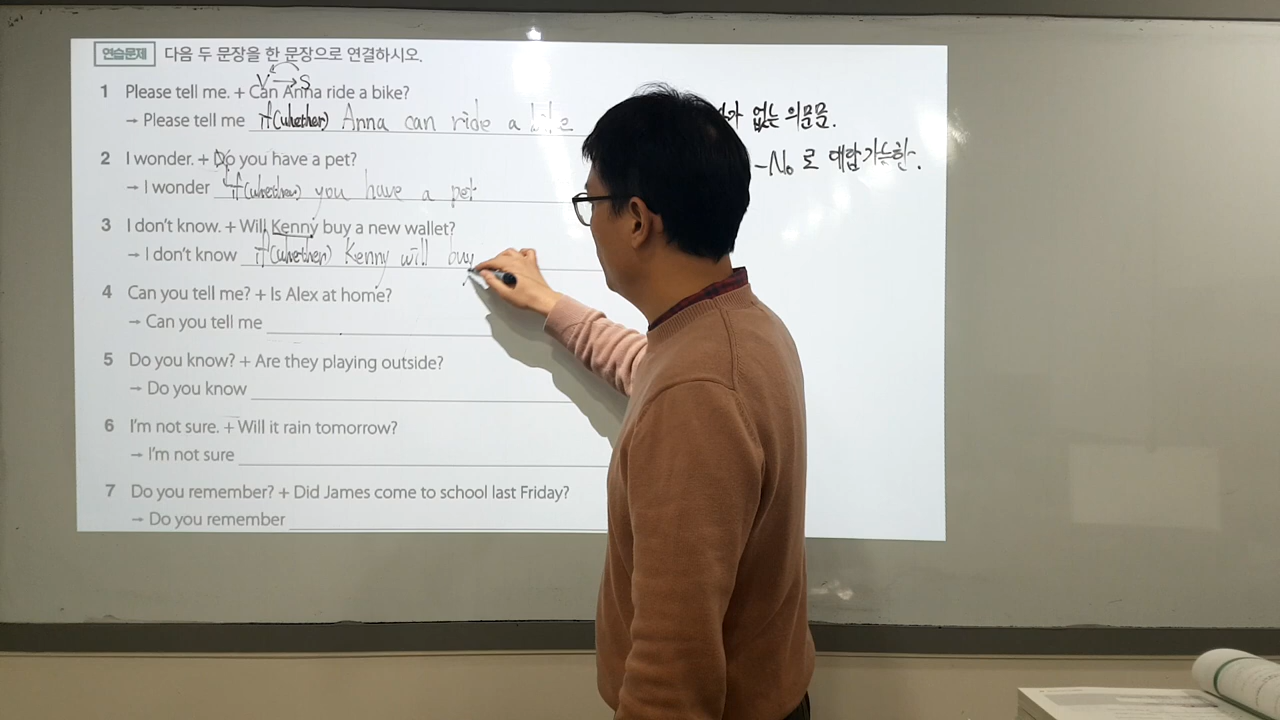 연습문제 다음 두 문장을 한 문장으로 연결하시오.
V → S
1 Please tell me. + Can Anna ride a bike?
→ Please tell me if(whether) Anna can ride a bike
없는 의문문.
2 I wonder. + Do you have a pet?
-No 로 대답 가능한.
→ I wonder if(whether) you have a pet.
3 I don't know. + Will Kenny buy a new wallet?
→ I don't know if(whether) Kenny will buy
4 Can you tell me? + Is Alex at home?
→ Can you tell me
5 Do you know? + Are they playing outside?
→ Do you know
6 I'm not sure. + Will it rain tomorrow?
→ I'm not sure
7 Do you remember? + Did James come to school last Friday?
→ Do you remember